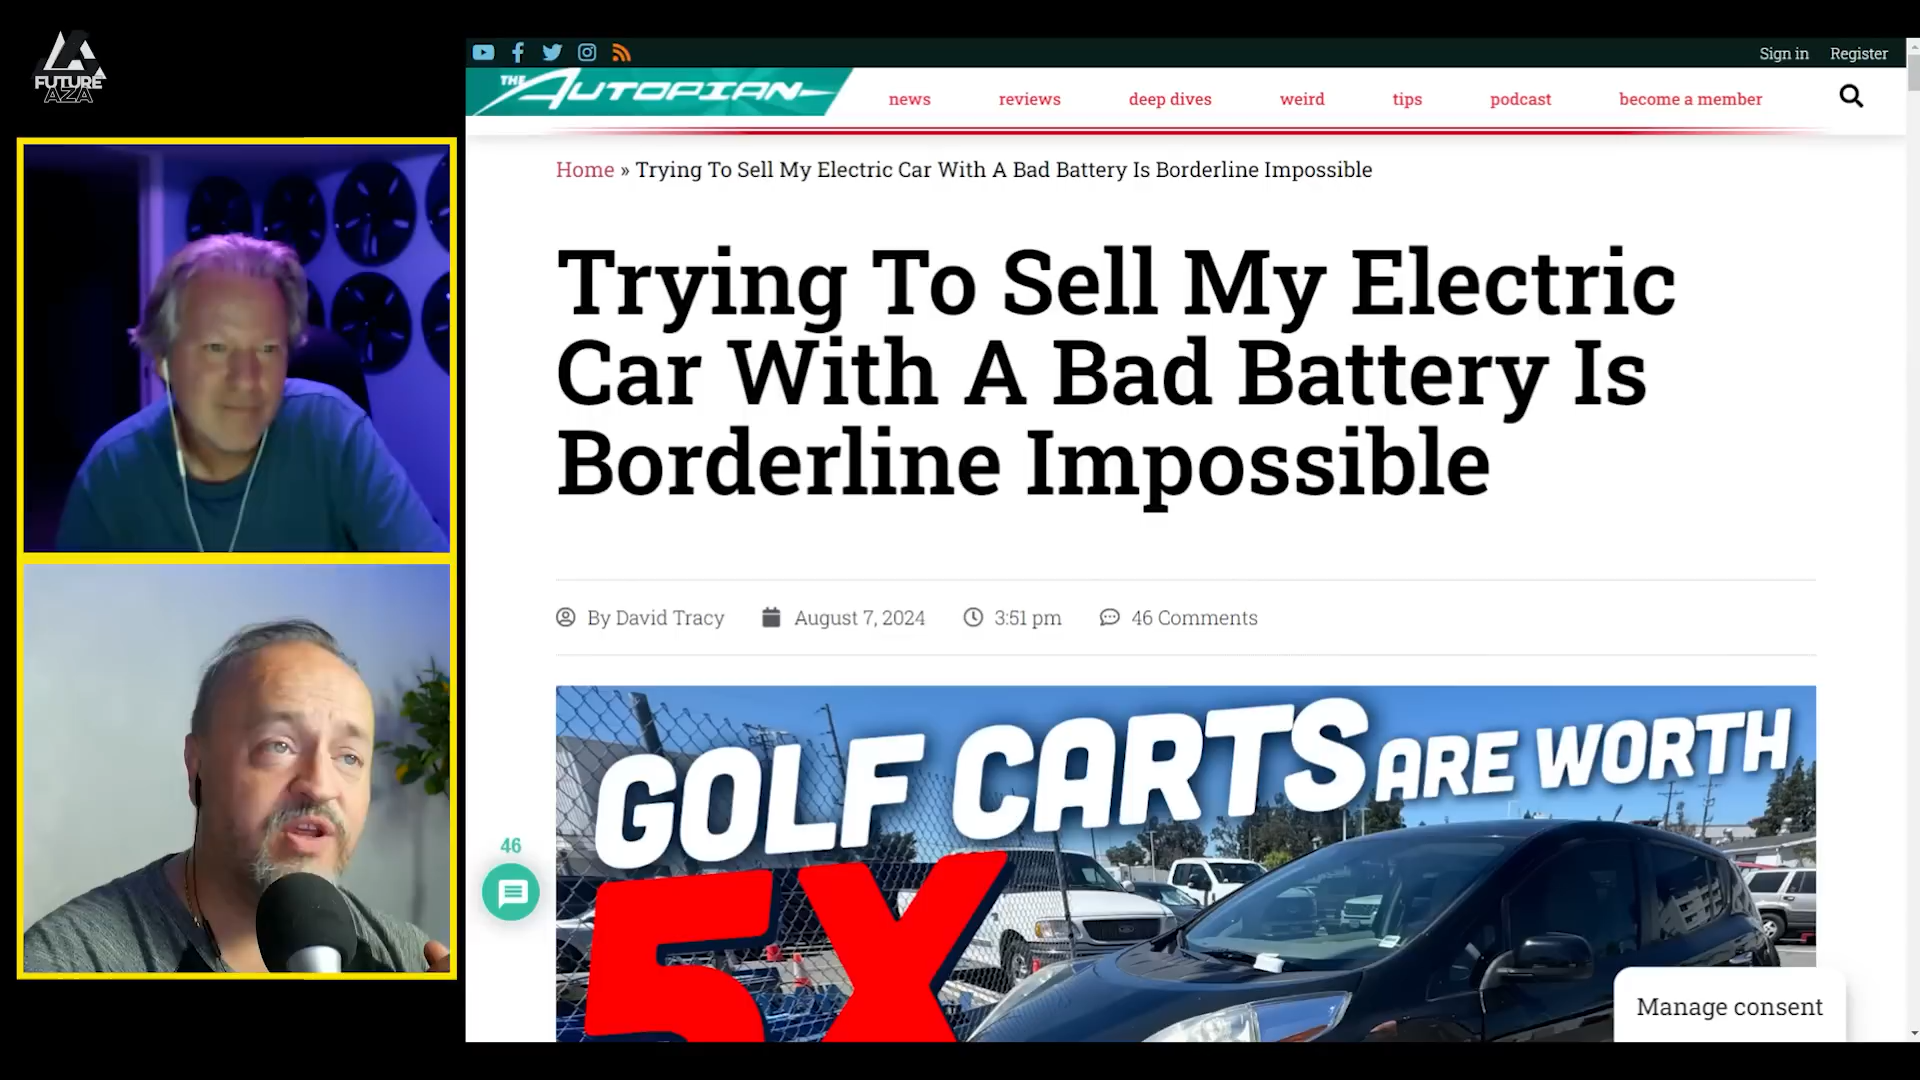 FUTURE
AZA
Sign in Register
THE AUTOPIAN
news reviews deep dives weird tips podcast become a member
Home » Trying To Sell My Electric Car With A Bad Battery Is Borderline Impossible
Trying To Sell My Electric
Car With A Bad Battery Is
Borderline Impossible
By David Tracy August 7, 2024 3:51 pm 46 Comments
GOLF CARTS ARE WORTH
5X
46
Manage consent